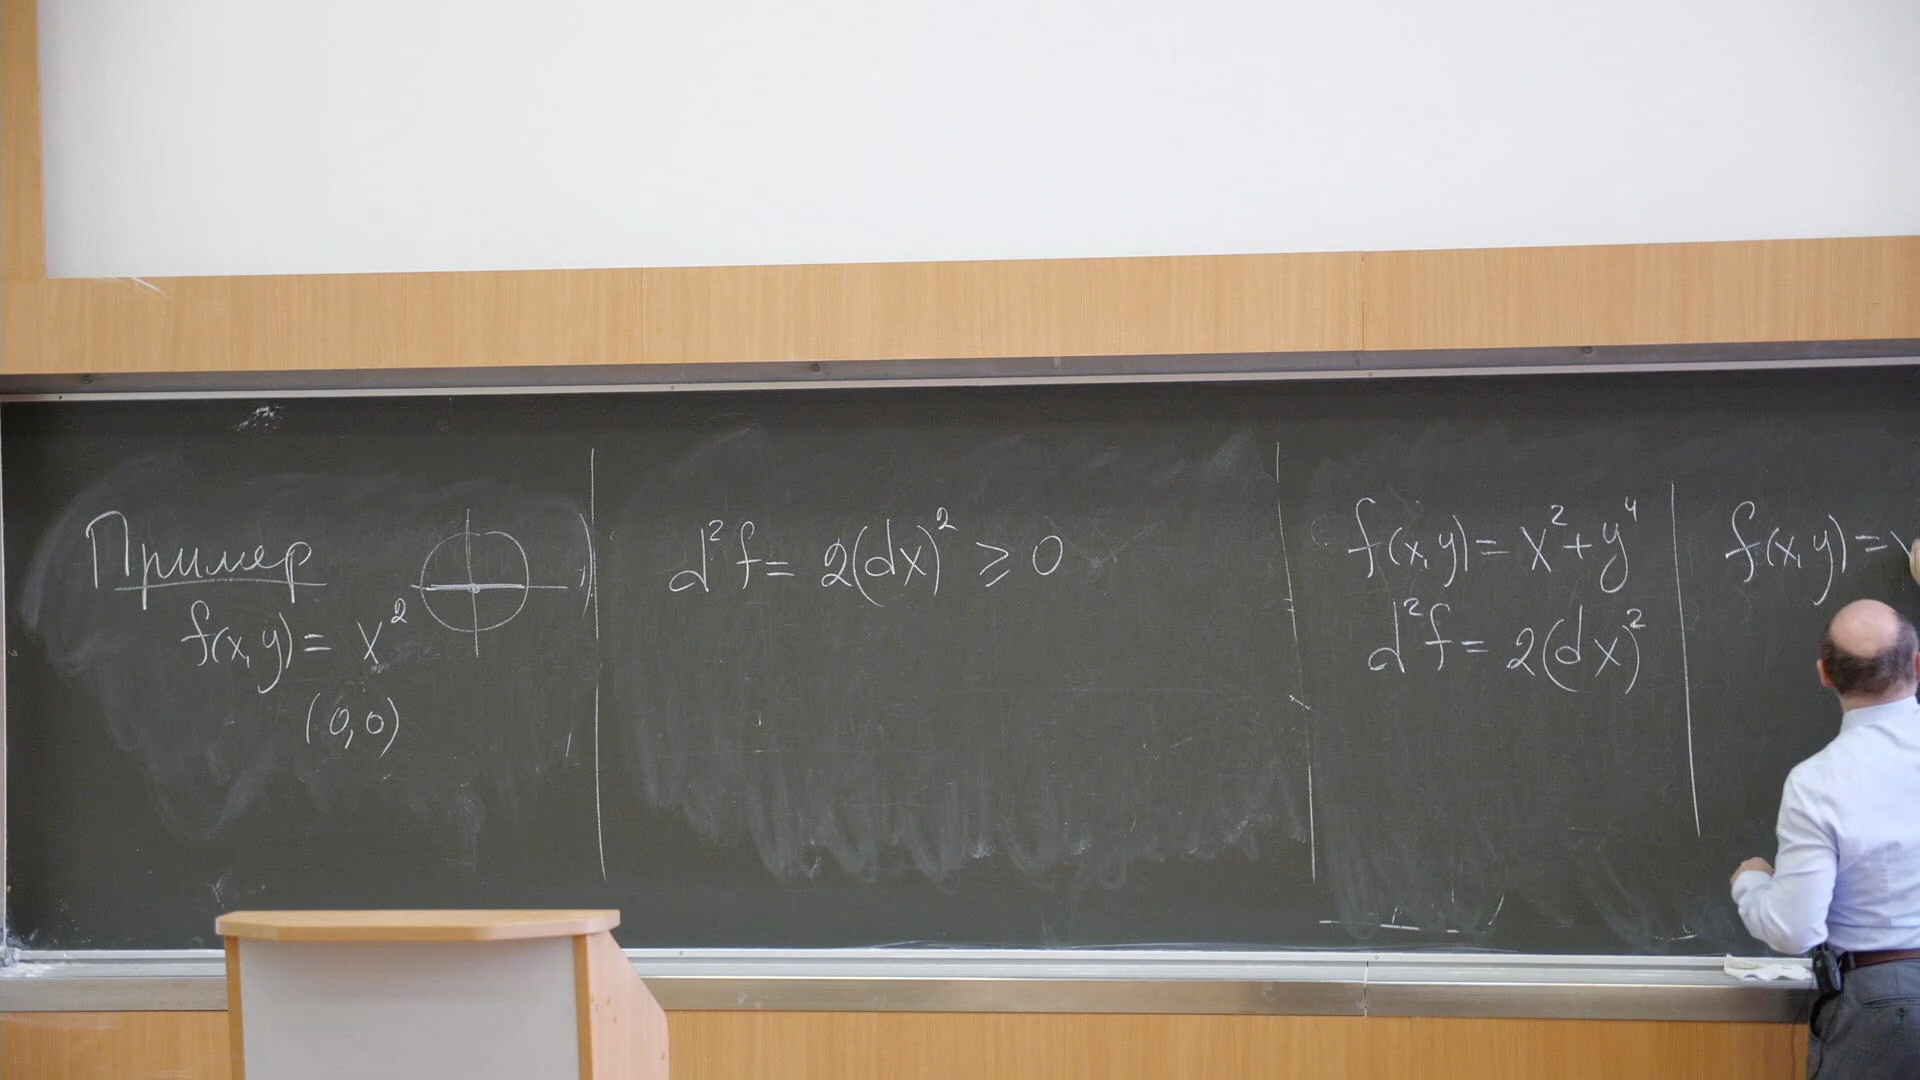 Пример
f(x,y) = x²
(0,0)
d²f = 2(dx)² ⩾ 0
f(x,y) = x² + y⁴
d²f = 2(dx)²
f(x,y) =